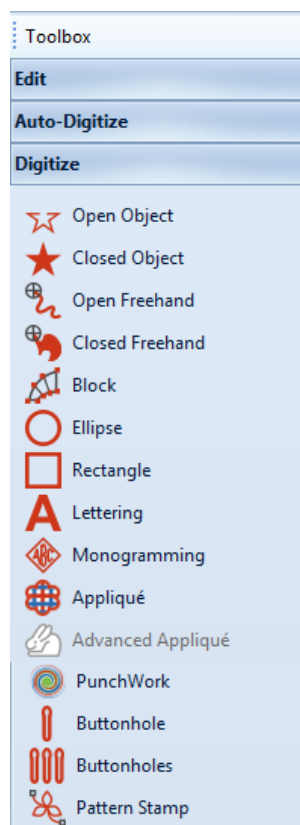 Toolbox
Edit
Auto-Digitize
Digitize
Open Object
Closed Object
Open Freehand
Closed Freehand
Block
Ellipse
Rectangle
A Lettering
ABC Monogramming
Appliqué
Advanced Appliqué
PunchWork
Buttonhole
Buttonholes
Pattern Stamp